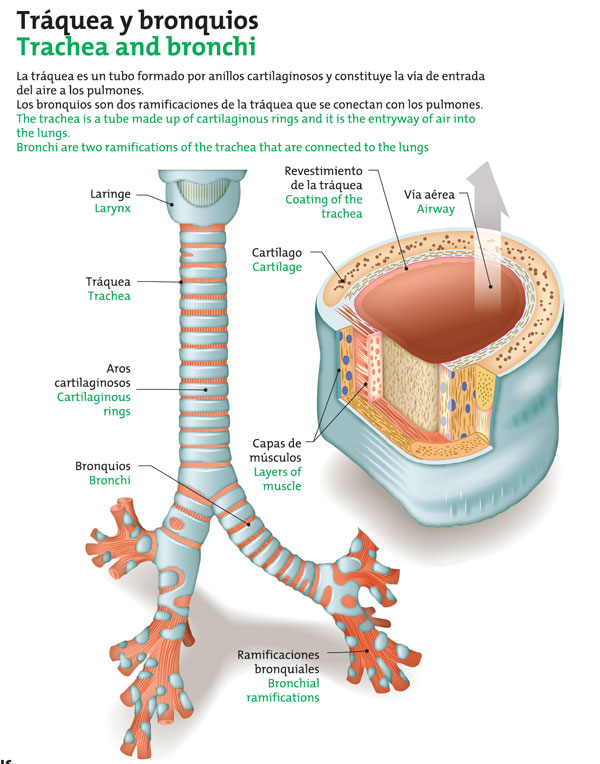 Tráquea y bronquios
Trachea and bronchi
La tráquea es un tubo formado por anillos cartilaginosos y constituye la vía de entrada
del aire a los pulmones.
Los bronquios son dos ramificaciones de la tráquea que se conectan con los pulmones.
The trachea is a tube made up of cartilaginous rings and it is the entryway of air into
the lungs.
Bronchi are two ramifications of the trachea that are connected to the lungs
Laringe
Larynx
Revestimiento
de la tráquea
Coating of the
trachea
Vía aérea
Airway
Cartílago
Cartilage
Tráquea
Trachea
Aros
cartilaginosos
Cartilaginous
rings
Capas de
músculos
Layers of
muscle
Bronquios
Bronchi
Ramificaciones
bronquiales
Bronchial
ramifications